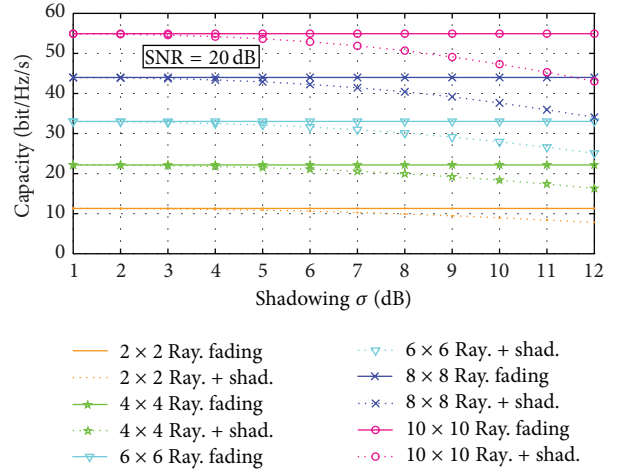 60
50
40
30
20
10
0
Capacity (bit/Hz/s)
SNR = 20 dB
1 2 3 4 5 6 7 8 9 10 11 12
Shadowing σ (dB)
2 × 2 Ray. fading
2 × 2 Ray. + shad.
4 × 4 Ray. fading
4 × 4 Ray. + shad.
6 × 6 Ray. fading
6 × 6 Ray. + shad.
8 × 8 Ray. fading
8 × 8 Ray. + shad.
10 × 10 Ray. fading
10 × 10 Ray. + shad.